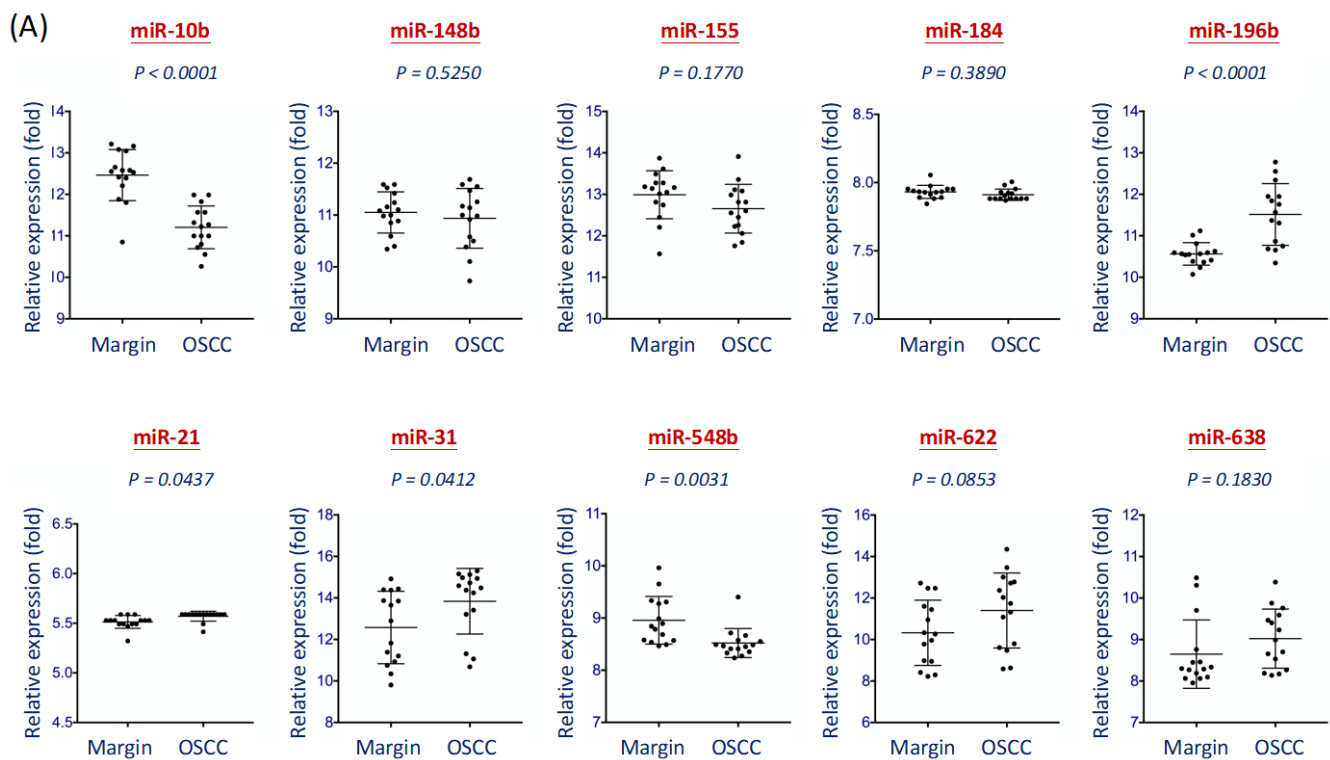 (A)
miR-10b miR-148b miR-155 miR-184 miR-196b
P < 0.0001 P = 0.5250 P = 0.1770 P = 0.3890 P < 0.0001
Relative expression (fold) Relative expression (fold) Relative expression (fold) Relative expression (fold) Relative expression (fold)
14 13 12 11 10 9
13 12 11 10 9
15 14 13 12 11 10
8.5 8.0 7.5 7.0
14 13 12 11 10 9
Margin OSCC Margin OSCC Margin OSCC Margin OSCC Margin OSCC
miR-21 miR-31 miR-548b miR-622 miR-638
P = 0.0437 P = 0.0412 P = 0.0031 P = 0.0853 P = 0.1830
Relative expression (fold) Relative expression (fold) Relative expression (fold) Relative expression (fold) Relative expression (fold)
6.5 6.0 5.5 5.0 4.5
18 16 14 12 10 8
11 10 9 8 7
16 14 12 10 8 6
12 11 10 9 8 7
Margin OSCC Margin OSCC Margin OSCC Margin OSCC Margin OSCC